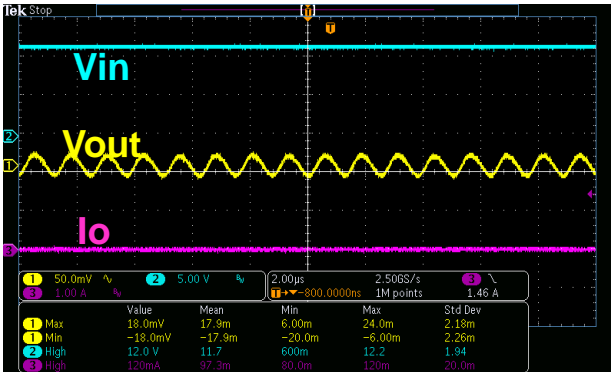 Tek Stop
T
T
Vin
2
Vout
1
Io
3
1 50.0mV 2 5.00 V Bw 2.00µs 2.50GS/s 3
3 1.00 A Bw T→▼−800.0000ns 1M points 1.46 A
Value Mean Min Max Std Dev
1 Max 18.0mV 17.9m 6.00m 24.0m 2.18m
1 Min −18.0mV −17.9m −20.0m −6.00m 2.26m
2 High 12.0 V 11.7 600m 12.2 1.94
3 High 120mA 97.3m 80.0m 120m 20.0m